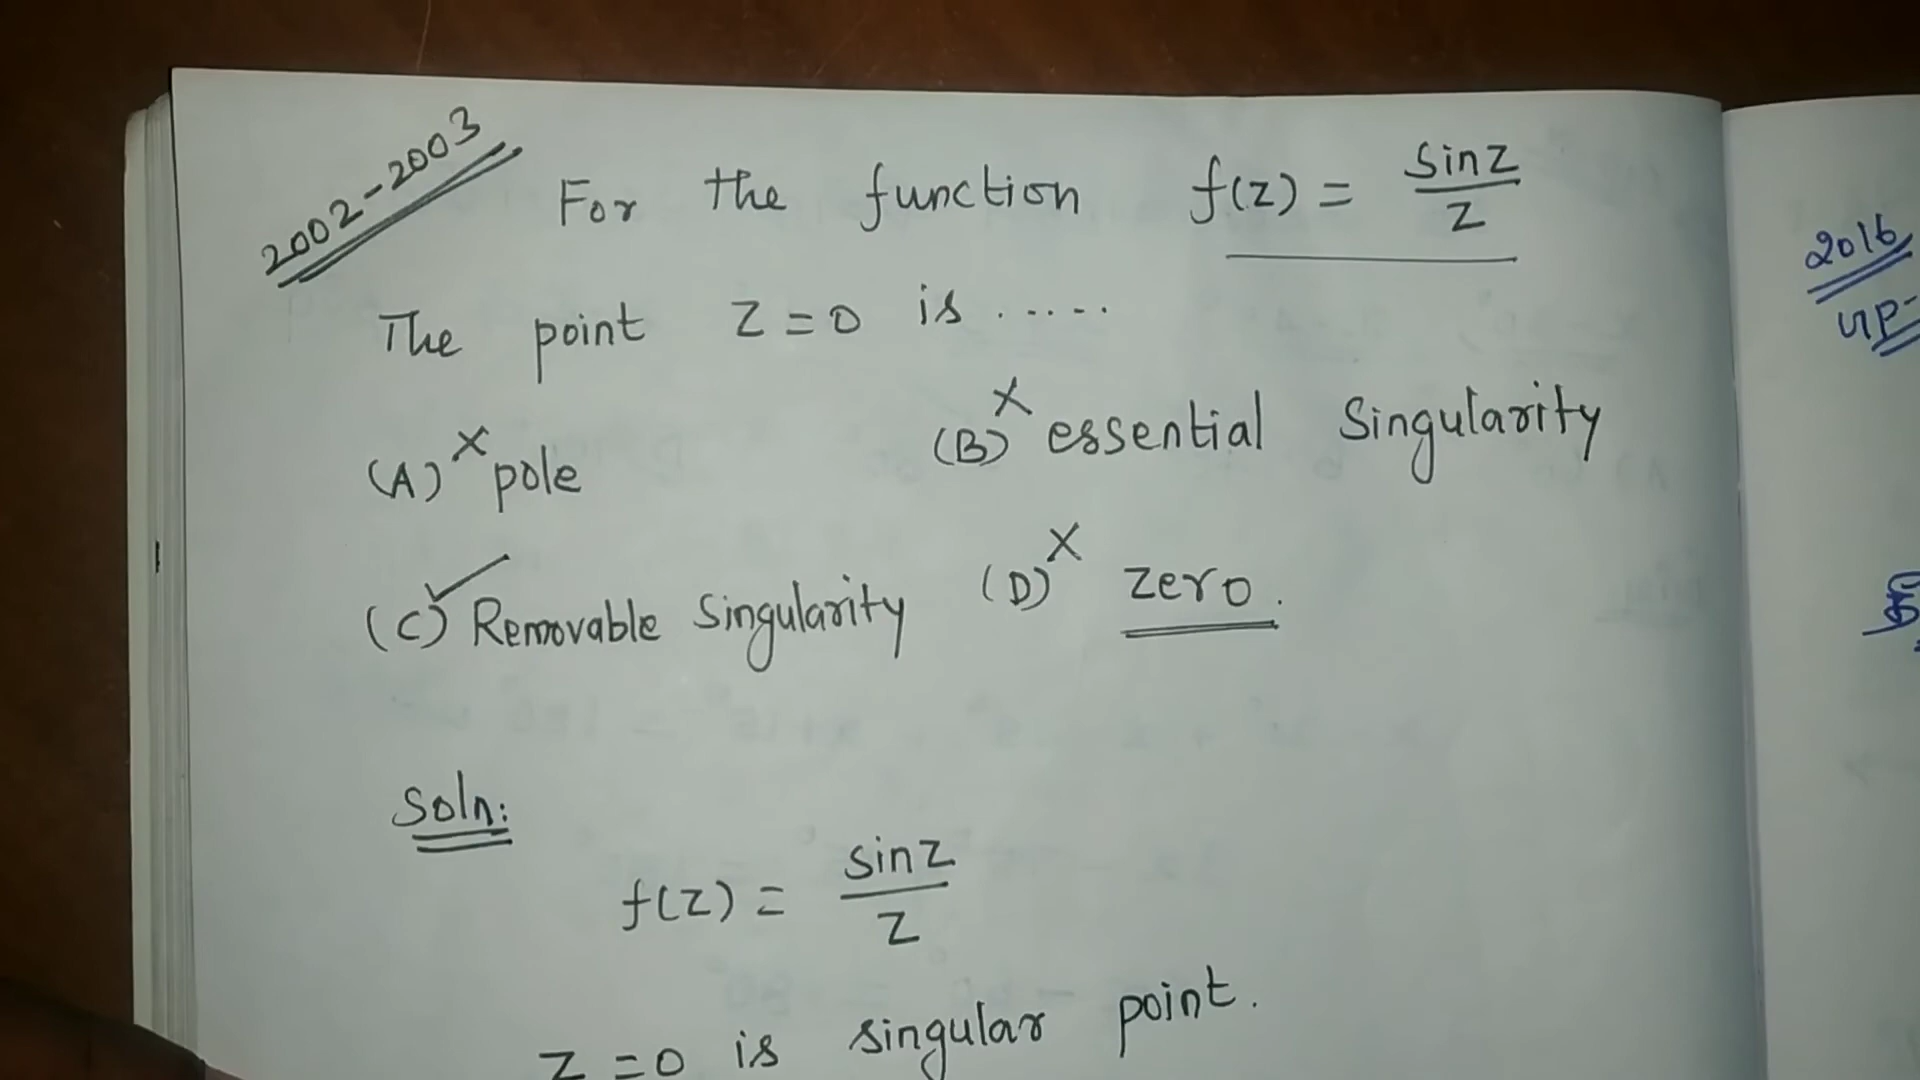 2002-2003
For the function f(z) = sinz/z
The point z=0 is .....
(A) x pole (B) x essential Singularity
(C) ✓ Removable Singularity (D) x zero.
Soln:
f(z) = sinz/z
z=0 is singular point.
2016
UP-